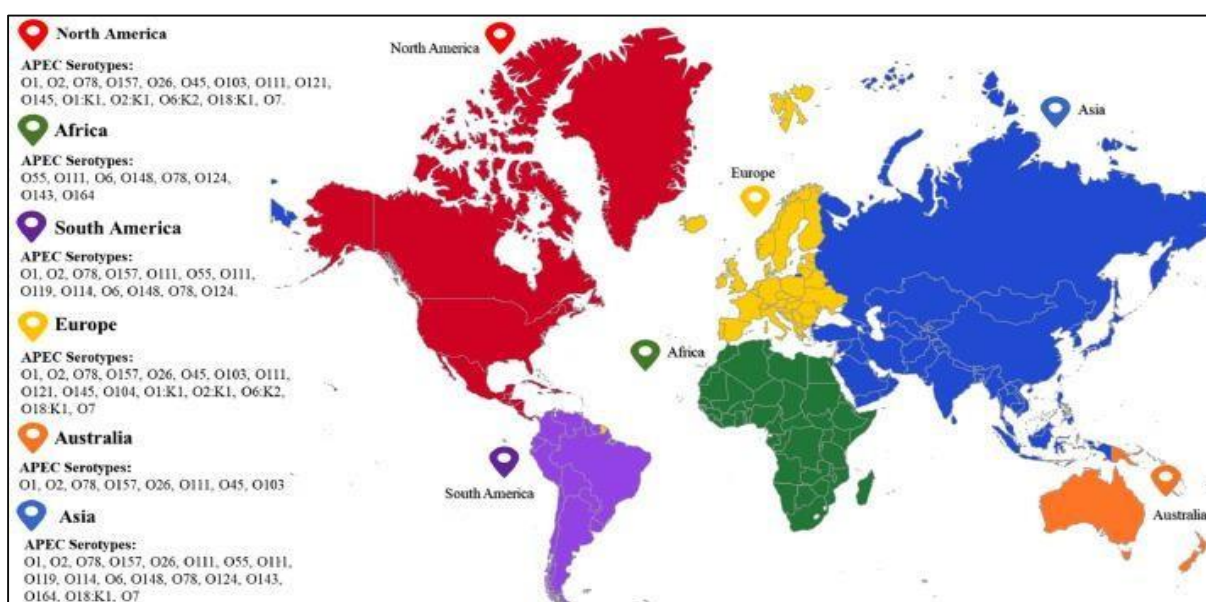 North America
APEC Serotypes:
O1, O2, O78, O157, O26, O45, O103, O111, O121,
O145, O1:K1, O2:K1, O6:K2, O18:K1, O7.
Africa
APEC Serotypes:
O55, O111, O6, O148, O78, O124,
O143, O164
South America
APEC Serotypes:
O1, O2, O78, O157, O111, O55, O111,
O119, O114, O6, O148, O78, O124.
Europe
APEC Serotypes:
O1, O2, O78, O157, O26, O45, O103, O111,
O121, O145, O104, O1:K1, O2:K1, O6:K2,
O18:K1, O7
Australia
APEC Serotypes:
O1, O2, O78, O157, O26, O111, O45, O103
Asia
APEC Serotypes:
O1, O2, O78, O157, O26, O111, O55, O111,
O119, O114, O6, O148, O78, O124, O143,
O164, O18:K1, O7
North America
Asia
Europe
Africa
South America
Australia